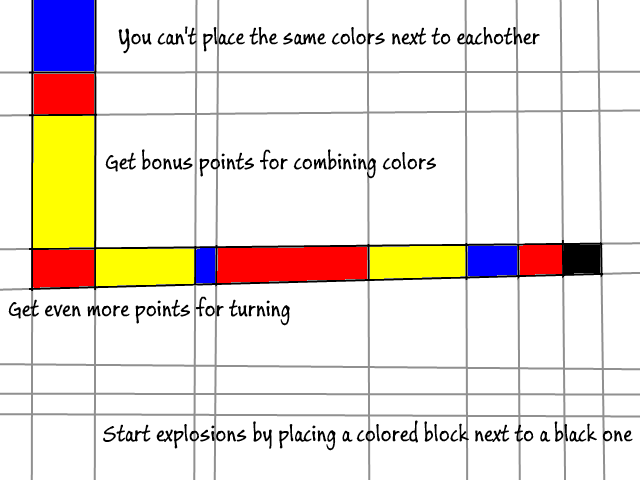 You can't place the same colors next to eachother
Get bonus points for combining colors
Get even more points for turning
Start explosions by placing a colored block next to a black one